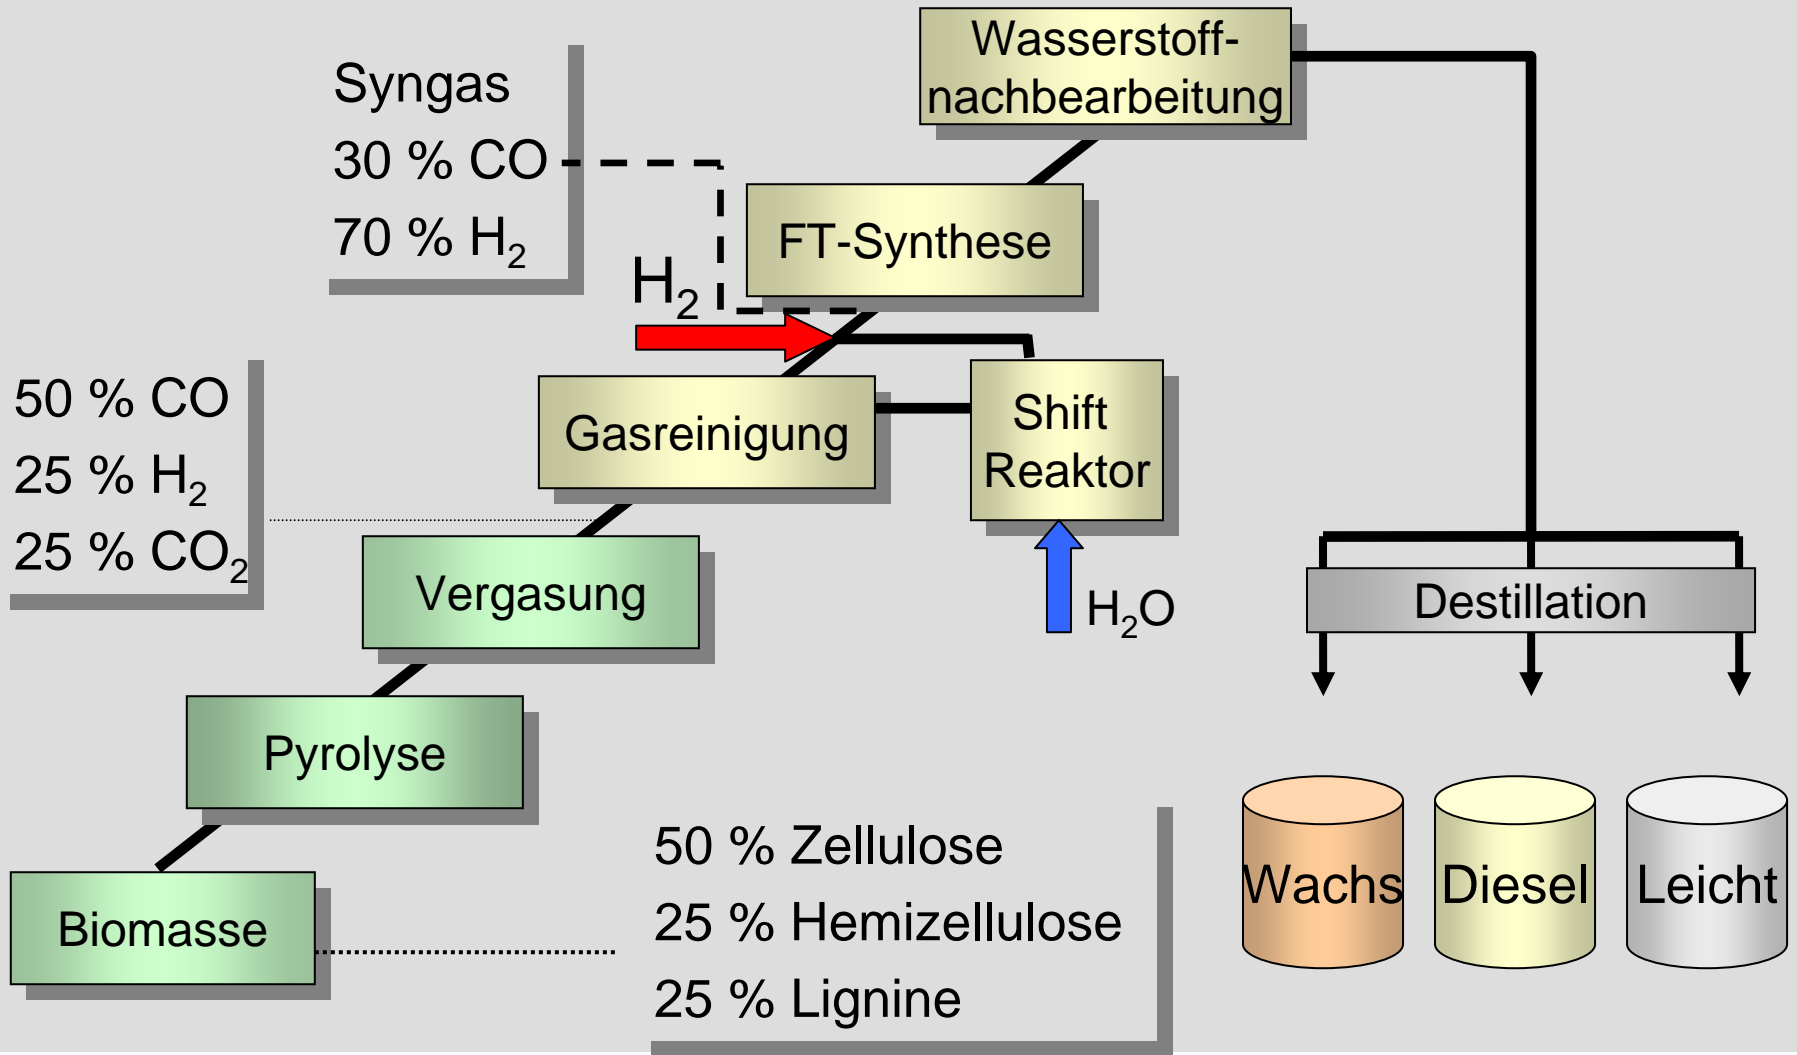 Wasserstoff-
nachbearbeitung
Syngas
30 % CO
70 % H₂
FT-Synthese
H₂
50 % CO
25 % H₂
25 % CO₂
Gasreinigung
Shift
Reaktor
Vergasung
H₂O
Destillation
Pyrolyse
50 % Zellulose
25 % Hemizellulose
25 % Lignine
Biomasse
Wachs
Diesel
Leicht